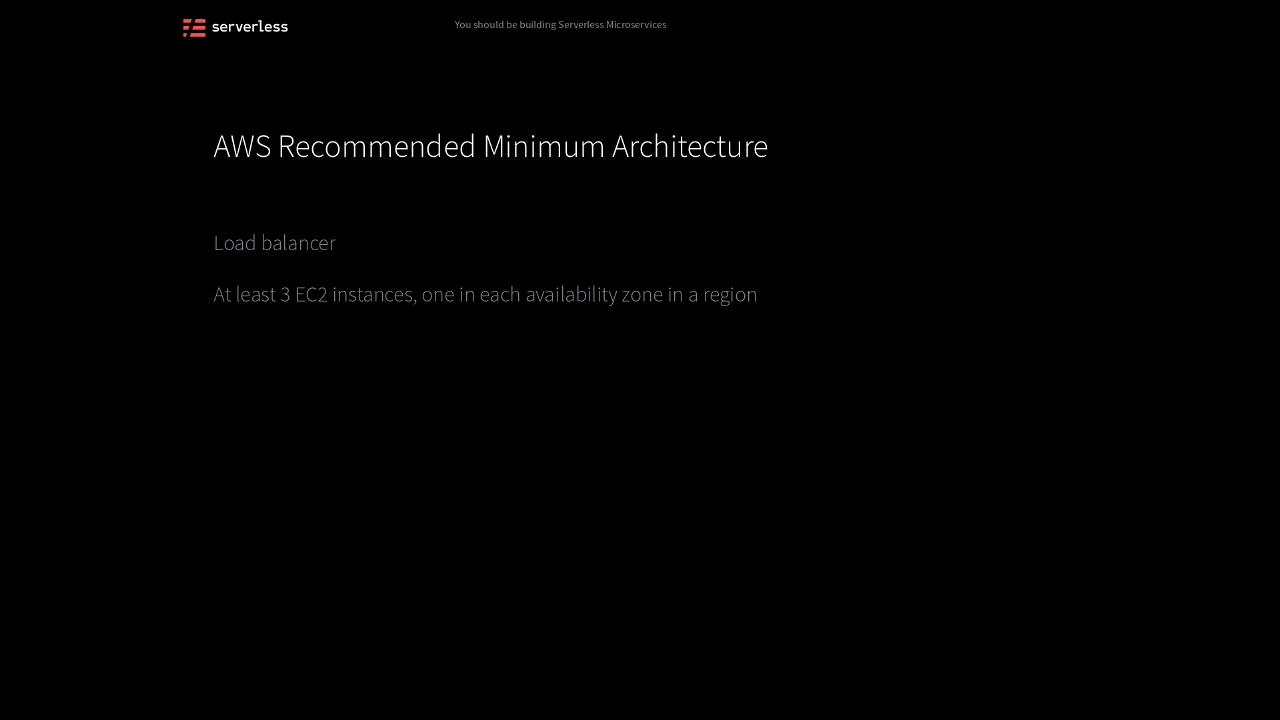 serverless
You should be building Serverless Microservices
AWS Recommended Minimum Architecture
Load balancer
At least 3 EC2 instances, one in each availability zone in a region